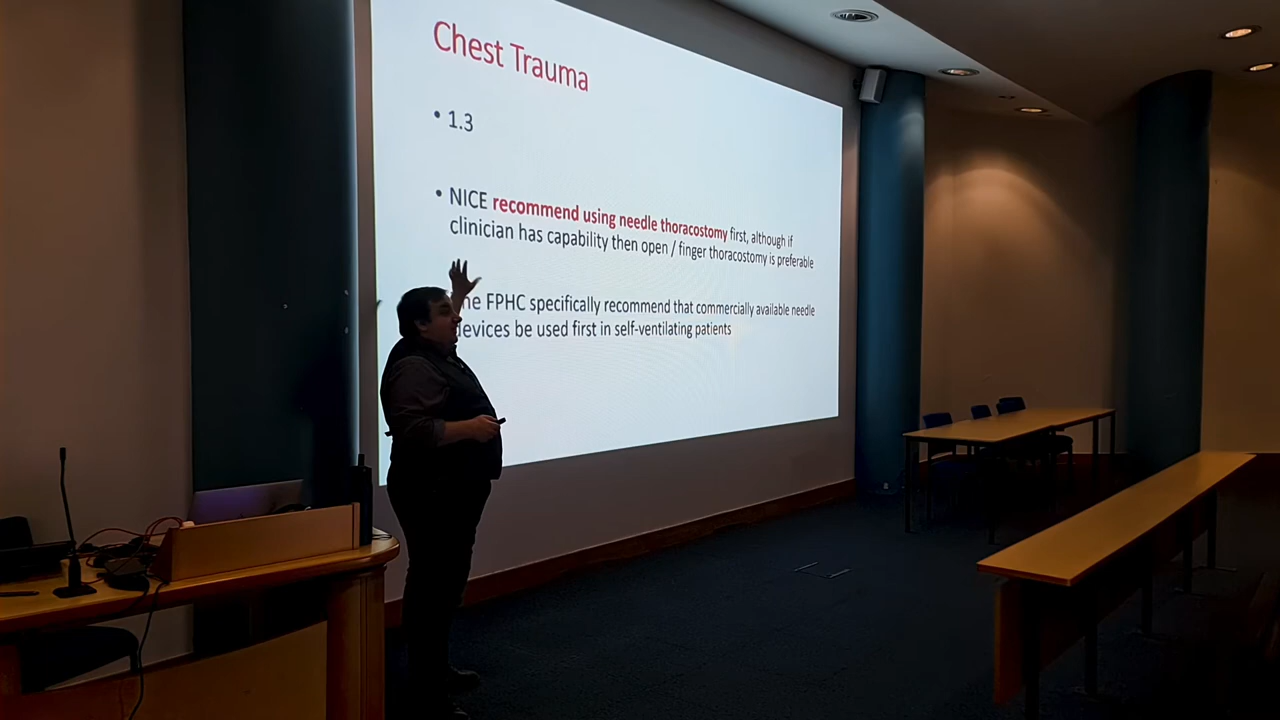 Chest Trauma
• 1.3
• NICE recommend using needle thoracostomy first, although if
clinician has capability then open / finger thoracostomy is preferable
FPHC specifically recommend that commercially available needle
devices be used first in self-ventilating patients